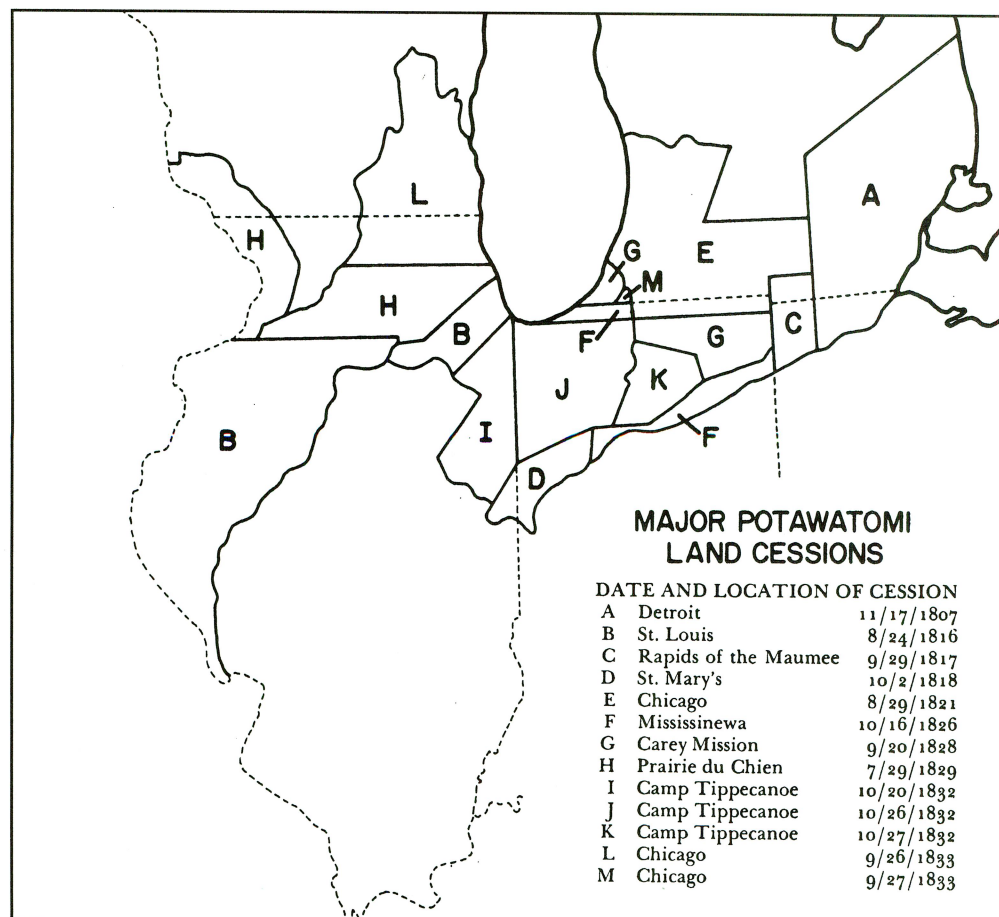 A
L
H
G
E
M
H
B
F
G
C
J
K
I
B
F
D
MAJOR POTAWATOMI
LAND CESSIONS
DATE AND LOCATION OF CESSION
A Detroit 11/17/1807
B St. Louis 8/24/1816
C Rapids of the Maumee 9/29/1817
D St. Mary's 10/2/1818
E Chicago 8/29/1821
F Mississinewa 10/16/1826
G Carey Mission 9/20/1828
H Prairie du Chien 7/29/1829
I Camp Tippecanoe 10/20/1832
J Camp Tippecanoe 10/26/1832
K Camp Tippecanoe 10/27/1832
L Chicago 9/26/1833
M Chicago 9/27/1833